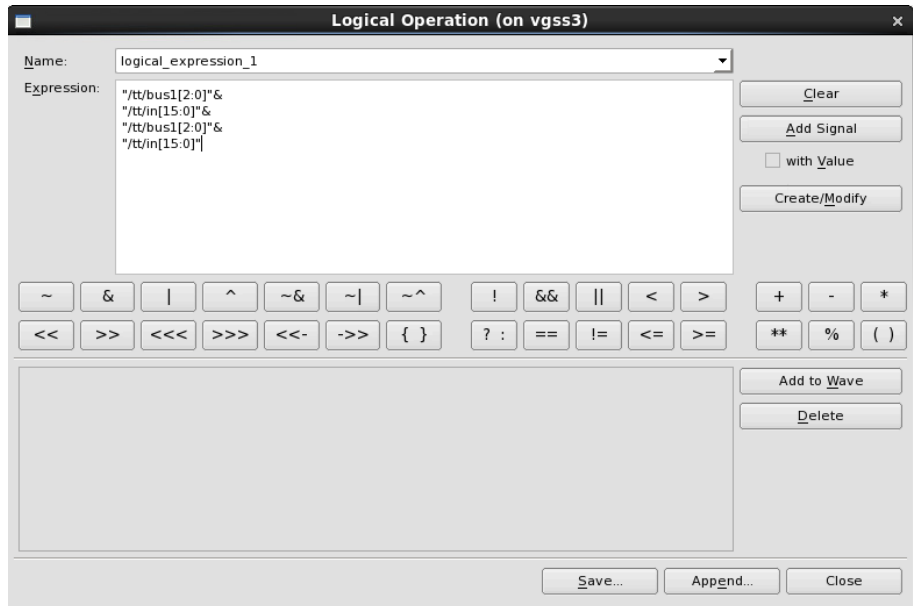 Logical Operation (on vgss3)
×
Name:
logical_expression_1
Expression:
"/tt/bus1[2:0]"&
"/tt/in[15:0]"&
"/tt/bus1[2:0]"&
"/tt/in[15:0]"
Clear
Add Signal
with Value
Create/Modify
~ & | ^ ~& ~| ~^ ! && || < > + - *
<< >> <<< >>> <<- ->> { } ? : == != <= >= ** % ( )
Add to Wave
Delete
Save... Append... Close